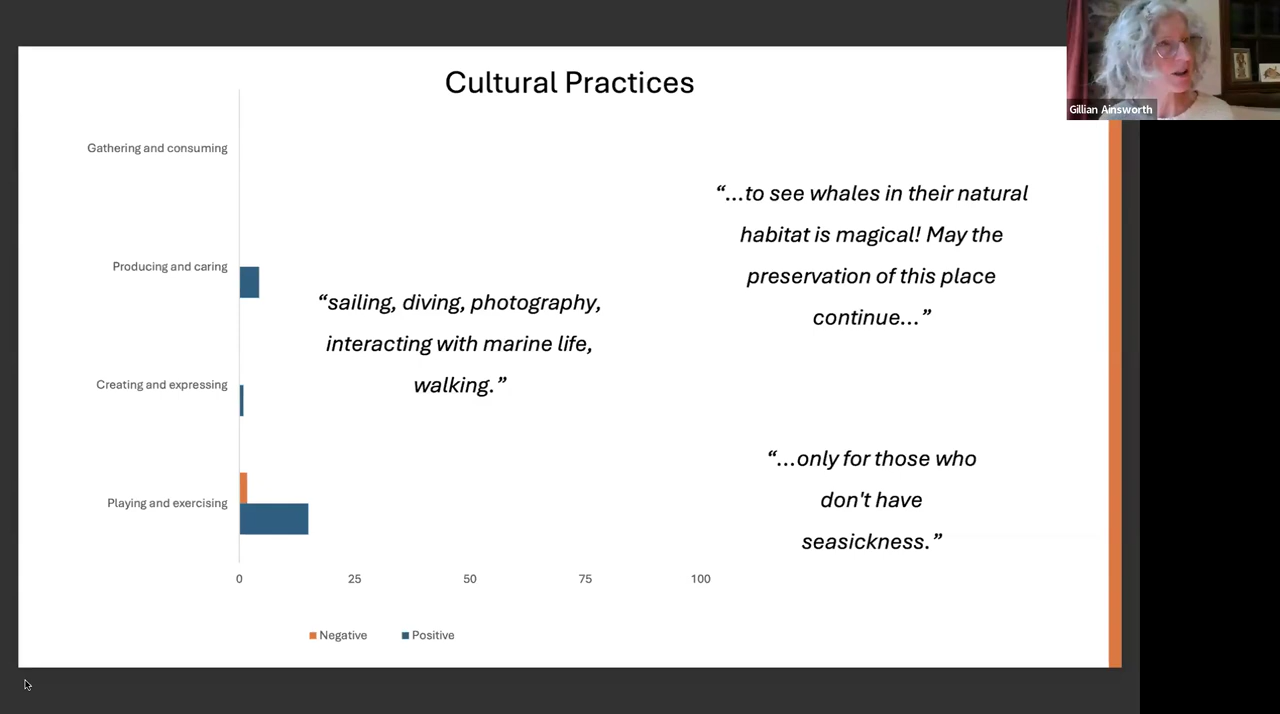 Cultural Practices
Gillian Ainsworth
Gathering and consuming
Producing and caring
Creating and expressing
Playing and exercising
“sailing, diving, photography,
interacting with marine life,
walking.”
“…to see whales in their natural
habitat is magical! May the
preservation of this place
continue…”
“…only for those who
don't have
seasickness.”
0 25 50 75 100
Negative Positive